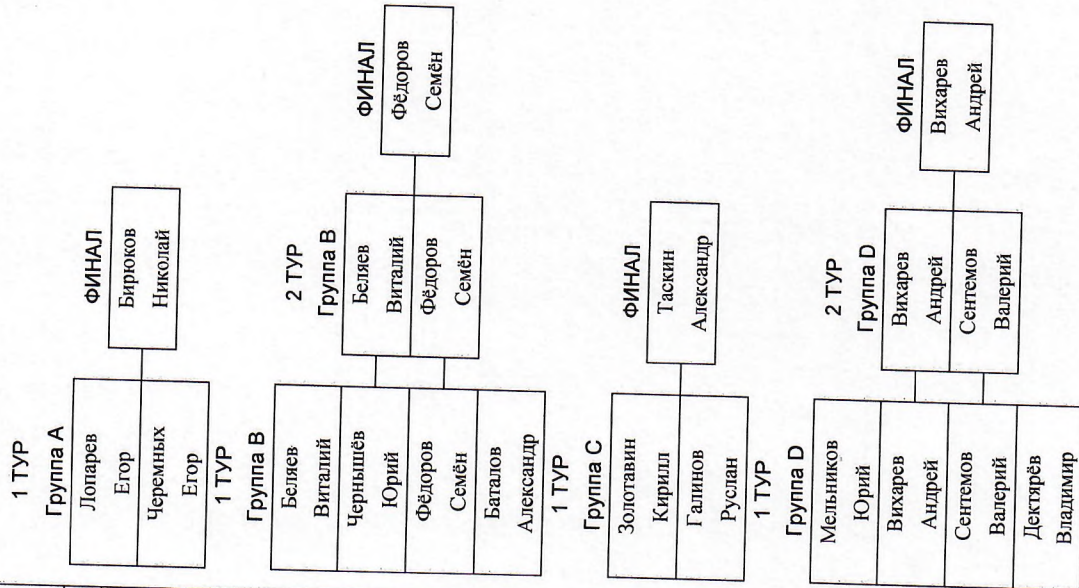 1 ТУР
Группа А
Лопарев
Егор
Черемных
Егор
ФИНАЛ
Бирюков
Николай
1 ТУР
Группа В
Беляев
Виталий
Чернышёв
Юрий
Фёдоров
Семён
Баталов
Александр
2 ТУР
Группа В
Беляев
Виталий
Фёдоров
Семён
ФИНАЛ
Фёдоров
Семён
1 ТУР
Группа С
Золотавин
Кирилл
Галинов
Руслан
ФИНАЛ
Таскин
Александр
1 ТУР
Группа D
Мельников
Юрий
Вихарев
Андрей
Сентемов
Валерий
Дектярёв
Владимир
2 ТУР
Группа D
Вихарев
Андрей
Сентемов
Валерий
ФИНАЛ
Вихарев
Андрей